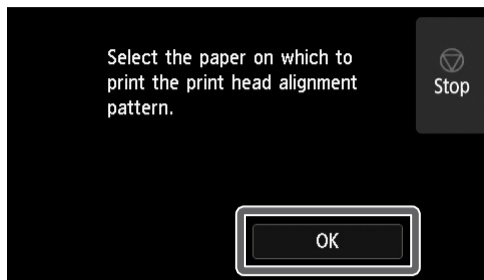 Select the paper on which to
print the print head alignment
pattern.
Stop
OK